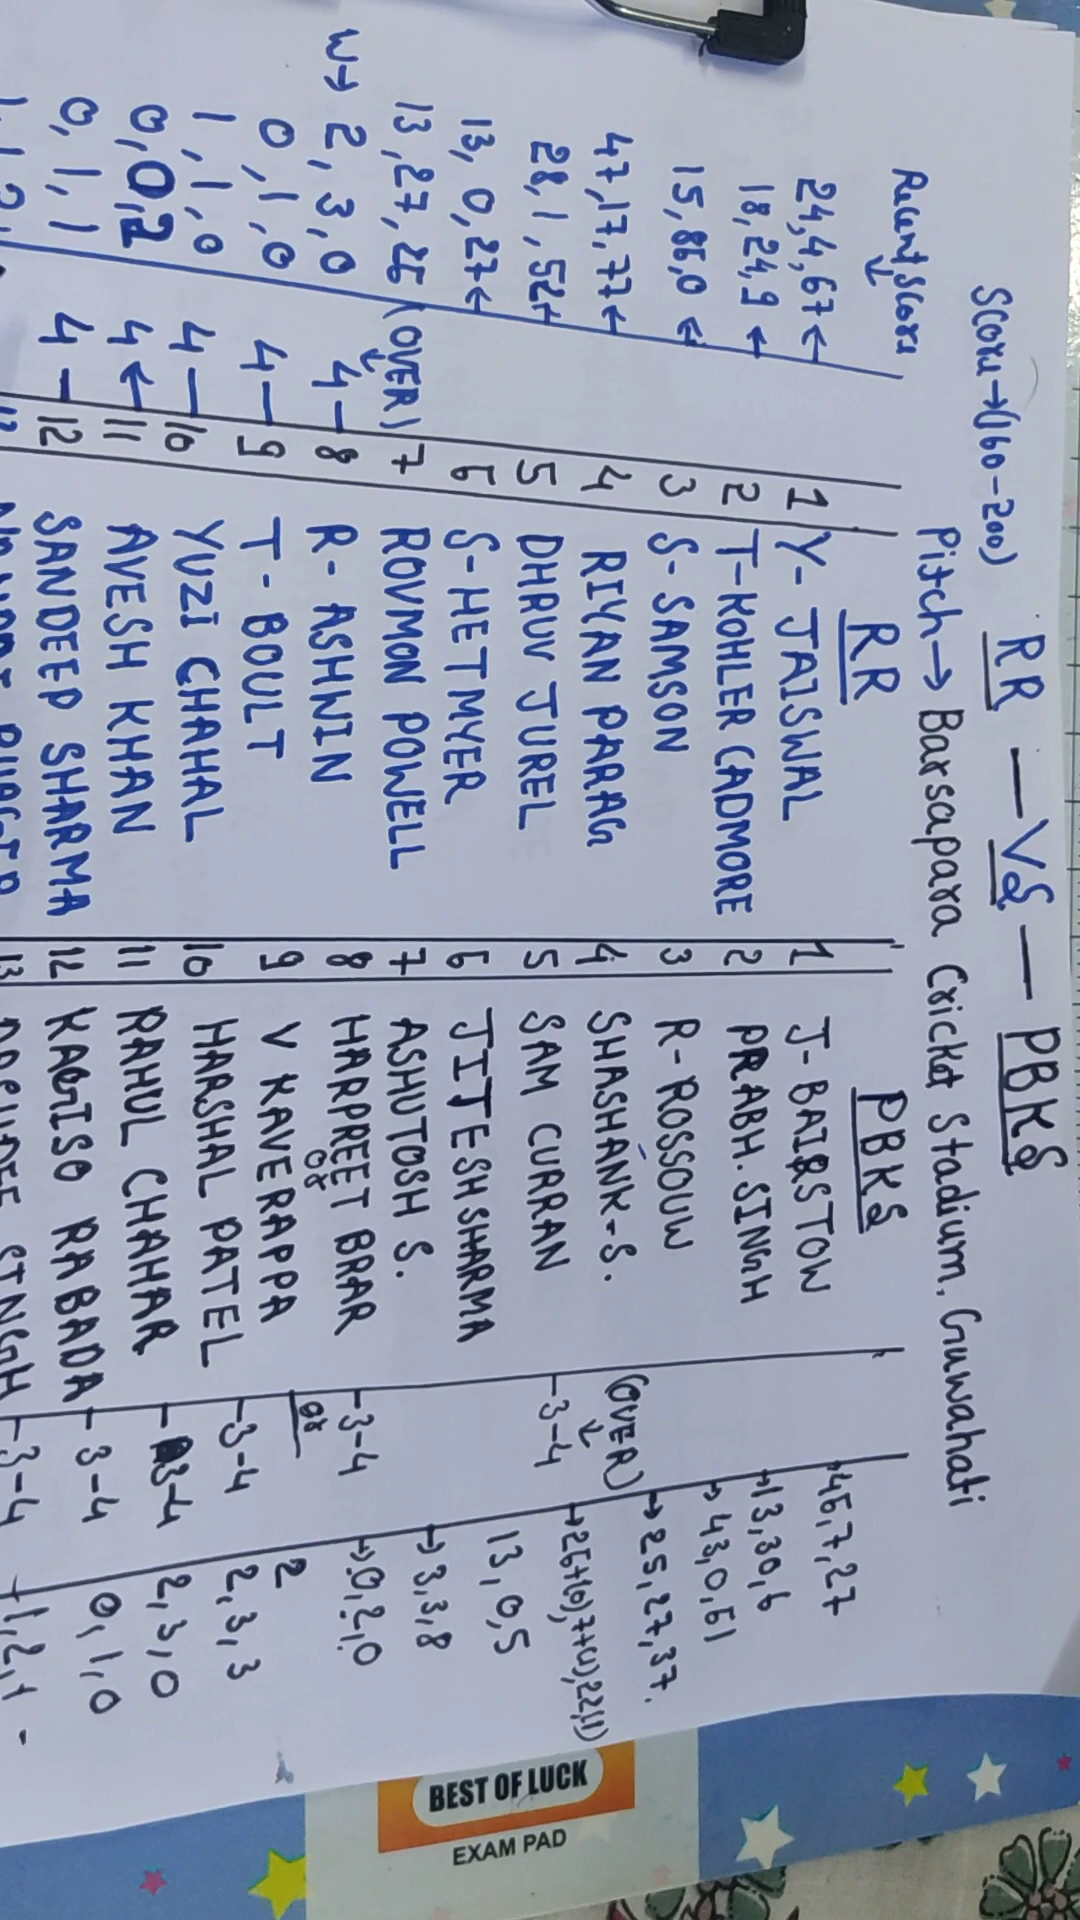 RR — VS — PBKS
Score→(160-200)
Pitch→ Barsapara Cricket Stadium, Guwahati
Recent Score
↓
RR
PBKS
24,4,67← 1 Y- JAISWAL 1 J- BAIRSTOW →46,7,27
18,24,9← 2 T-KOHLER CADMORE 2 PRABH. SINGH →13,30,6
15,86,0← 3 S- SAMSON 3 R- ROSSOUW →43,0,61
47,17,77← 4 RIYAN PARAG 4 SHASHANK-S. (OVER) →25,27,37.
28,1,52← 5 DHRUV JUREL 5 SAM CURRAN -3-4 →26+(0),7+(4),22,(1)
13,0,27← 6 S-HETMYER 6 JITESH SHARMA 13,0,5
13,27,26 (OVER) 7 ROVMON POWELL 7 ASHUTOSH S. →3,3,8
W→ 2,3,0 4- 8 R- ASHWIN 8 HARPREET BRAR -3-4 →0,2,0
or or
0,1,0 4- 9 T- BOULT 9 V KAVERAPPA 2
1,1,0 4- 10 YUZI CHAHAL 10 HARSHAL PATEL -3-4 2,3,3
0,0,2 4← 11 AVESH KHAN 11 RAHUL CHAHAR -3-4 2,3,0
0,1,1 4- 12 SANDEEP SHARMA 12 KAGISO RABADA -3-4 0,1,0
13 SINGH -3-4
BEST OF LUCK
EXAM PAD